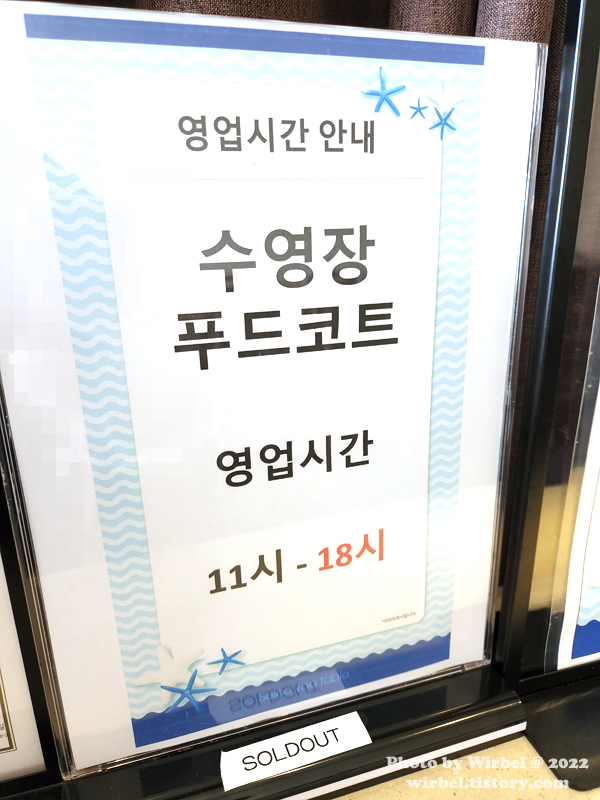 영업시간 안내
수영장
푸드코트
영업시간
11시 - 18시
table
SOLDOUT
Photo by Wirbel @ 2022
wirbel.tistory.com